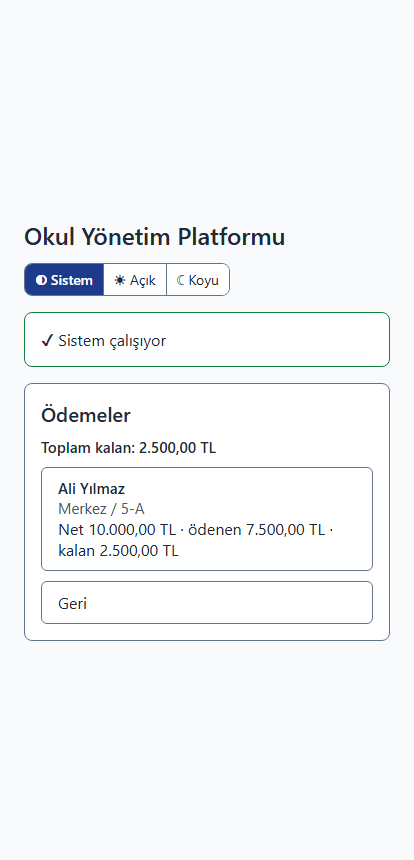 Okul Yönetim Platformu
◐ Sistem ☀ Açık ☾ Koyu
✓ Sistem çalışıyor
Ödemeler
Toplam kalan: 2.500,00 TL
Ali Yılmaz
Merkez / 5-A
Net 10.000,00 TL · ödenen 7.500,00 TL ·
kalan 2.500,00 TL
Geri